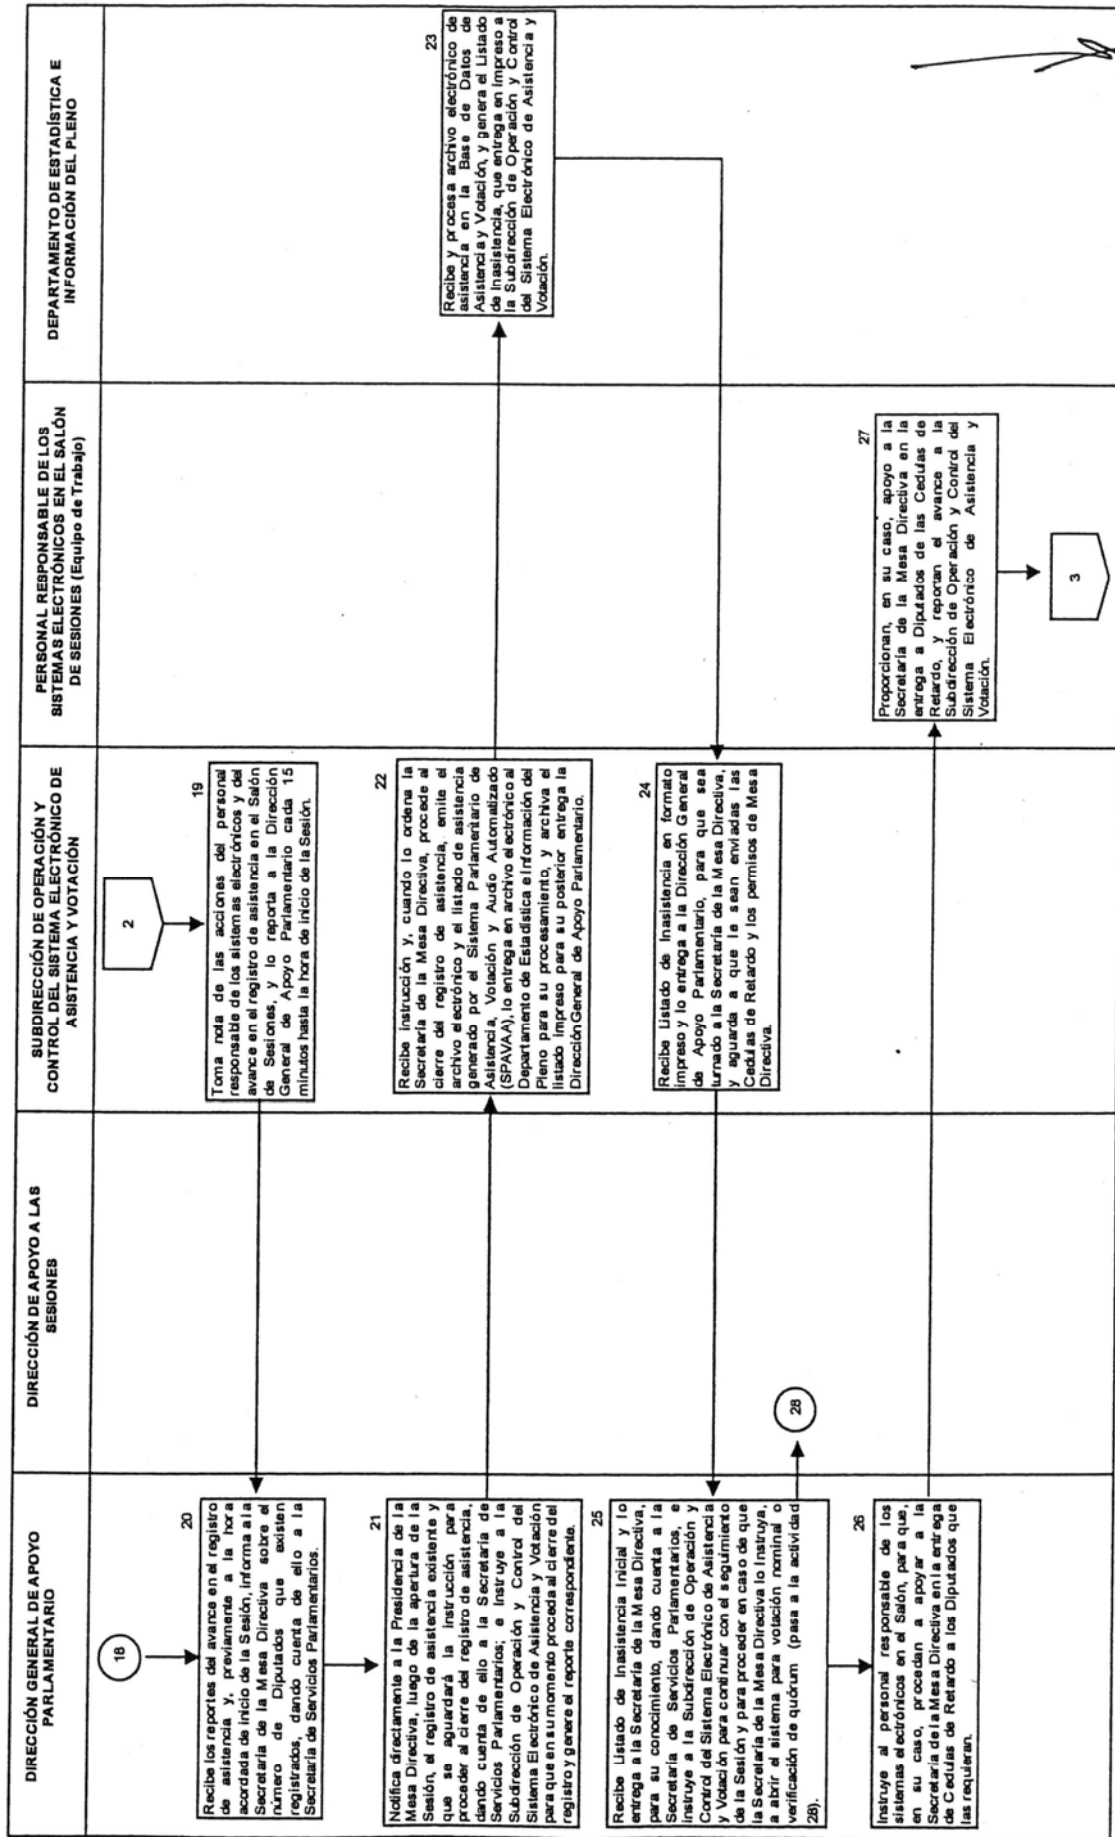 DIRECCIÓN GENERAL DE APOYO
PARLAMENTARIO
DIRECCIÓN DE APOYO A LAS
SESIONES
SUBDIRECCIÓN DE OPERACIÓN Y
CONTROL DEL SISTEMA ELECTRÓNICO DE
ASISTENCIA Y VOTACIÓN
PERSONAL RESPONSABLE DE LOS
SISTEMAS ELECTRÓNICOS EN EL SALÓN
DE SESIONES (Equipo de Trabajo)
DEPARTAMENTO DE ESTADÍSTICA E
INFORMACIÓN DEL PLENO
18
2
19
Toma nota de las acciones del personal
responsable de los sistemas electrónicos y del
avance en el registro de asistencia en el Salón
de Sesiones, y lo reporta a la Dirección
General de Apoyo Parlamentario cada 15
minutos hasta la hora de inicio de la Sesión.
20
Recibe los reportes del avance en el registro
de asistencia y, previamente a la hora
acordada de inicio de la Sesión, informa a la
Secretaría de la Mesa Directiva sobre el
número de Diputados que existen
registrados, dando cuenta de ello a la
Secretaría de Servicios Parlamentarios.
21
Notifica directamente a la Presidencia de la
Mesa Directiva, luego de la apertura de la
Sesión, el registro de asistencia existente y
que se aguardará la instrucción para
proceder al cierre del registro de asistencia,
dando cuenta de ello a la Secretaría de
Servicios Parlamentarios; e Instruye a la
Subdirección de Operación y Control del
Sistema Electrónico de Asistencia y Votación
para que en su momento proceda al cierre del
registro y genere el reporte correspondiente.
22
Recibe instrucción y, cuando lo ordena la
Secretaría de la Mesa Directiva, procede al
cierre del registro de asistencia, emite el
archivo electrónico y el listado de asistencia
generado por el Sistema Parlamentario de
Asistencia, Votación y Audio Automatizado
(SPAVAA), lo entrega en archivo electrónico al
Departamento de Estadística e Información del
Pleno para su procesamiento, y archiva el
listado impreso para su posterior entrega la
Dirección General de Apoyo Parlamentario.
23
Recibe y procesa archivo electrónico de
asistencia en la Base de Datos de
Asistencia y Votación, y genera el Listado
de Inasistencia, que entrega en Impreso a
la Subdirección de Operación y Control
del Sistema Electrónico de Asistencia y
Votación.
24
Recibe Listado de Inasistencia en formato
impreso y lo entrega a la Dirección General
de Apoyo Parlamentario, para que sea
turnado a la Secretaría de la Mesa Directiva,
y aguarda a que le sean enviadas las
Cedulas de Retardo y los permisos de Mesa
Directiva.
25
Recibe Listado de Inasistencia Inicial y lo
entrega a la Secretaría de la Mesa Directiva,
para su conocimiento, dando cuenta a la
Secretaría de Servicios Parlamentarios, e
instruye a la Subdirección de Operación y
Control del Sistema Electrónico de Asistencia
y Votación para continuar con el seguimiento
de la Sesión y para proceder en caso de que
la Secretaría de la Mesa Directiva lo Instruya,
a abrir el sistema para votación nominal o
verificación de quórum (pasa a la actividad
28).
28
26
Instruye al personal responsable de los
sistemas electrónicos en el Salón, para que,
en su caso, procedan a apoyar a la
Secretaría de la Mesa Directiva en la entrega
de Cedulas de Retardo a los Diputados que
las requieran.
27
Proporcionan, en su caso, apoyo a la
Secretaría de la Mesa Directiva en la
entrega a Diputados de las Cedulas de
Retardo, y reportan el avance a la
Subdirección de Operación y Control del
Sistema Electrónico de Asistencia y
Votación.
3